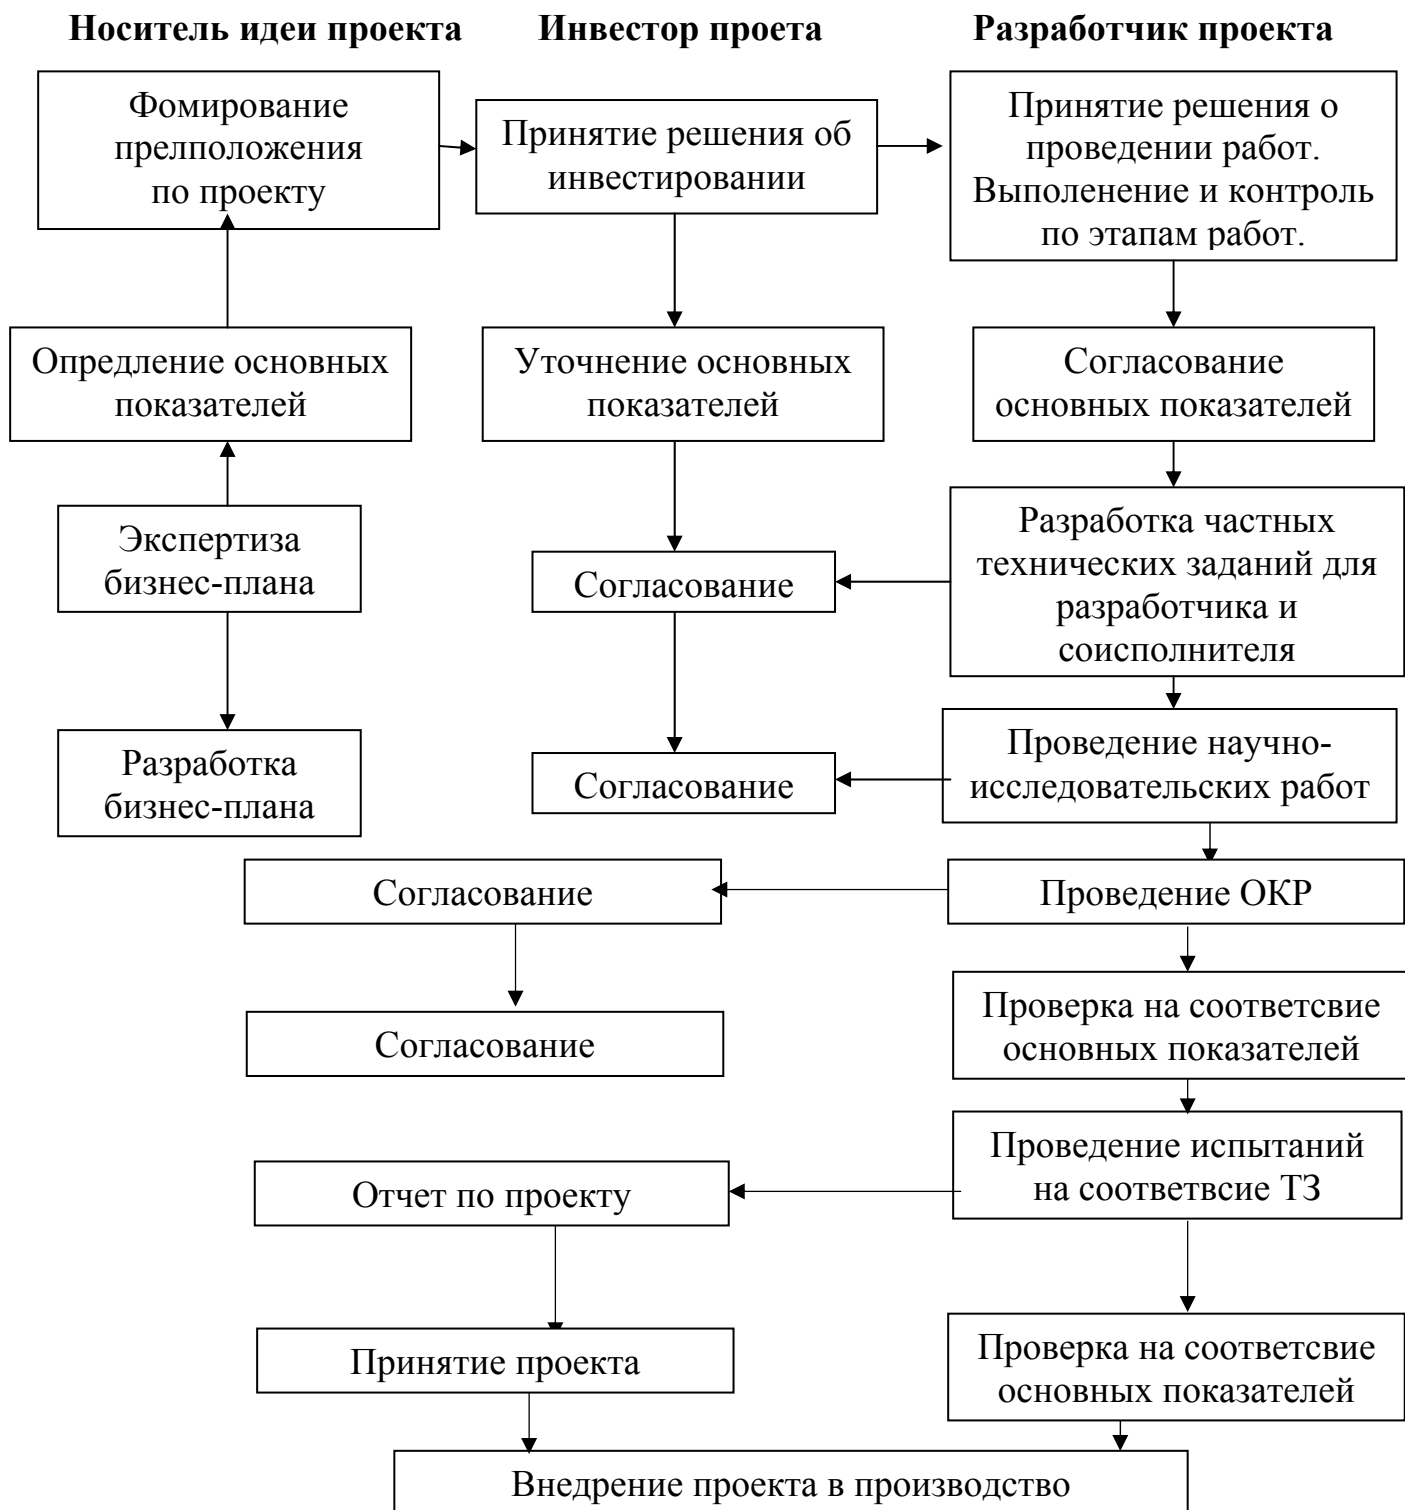 Носитель идеи проекта
Инвестор проета
Разработчик проекта
Фомирование
прелположения
по проекту
Принятие решения об
инвестировании
Принятие решения о
проведении работ.
Выполенение и контроль
по этапам работ.
Опредление основных
показателей
Уточнение основных
показателей
Согласование
основных показателей
Экспертиза
бизнес-плана
Согласование
Разработка частных
технических заданий для
разработчика и
соисполнителя
Разработка
бизнес-плана
Согласование
Проведение научно-
исследовательских работ
Согласование
Проведение ОКР
Согласование
Проверка на соответсвие
основных показателей
Отчет по проекту
Проведение испытаний
на соответвсие ТЗ
Принятие проекта
Проверка на соответсвие
основных показателей
Внедрение проекта в производство